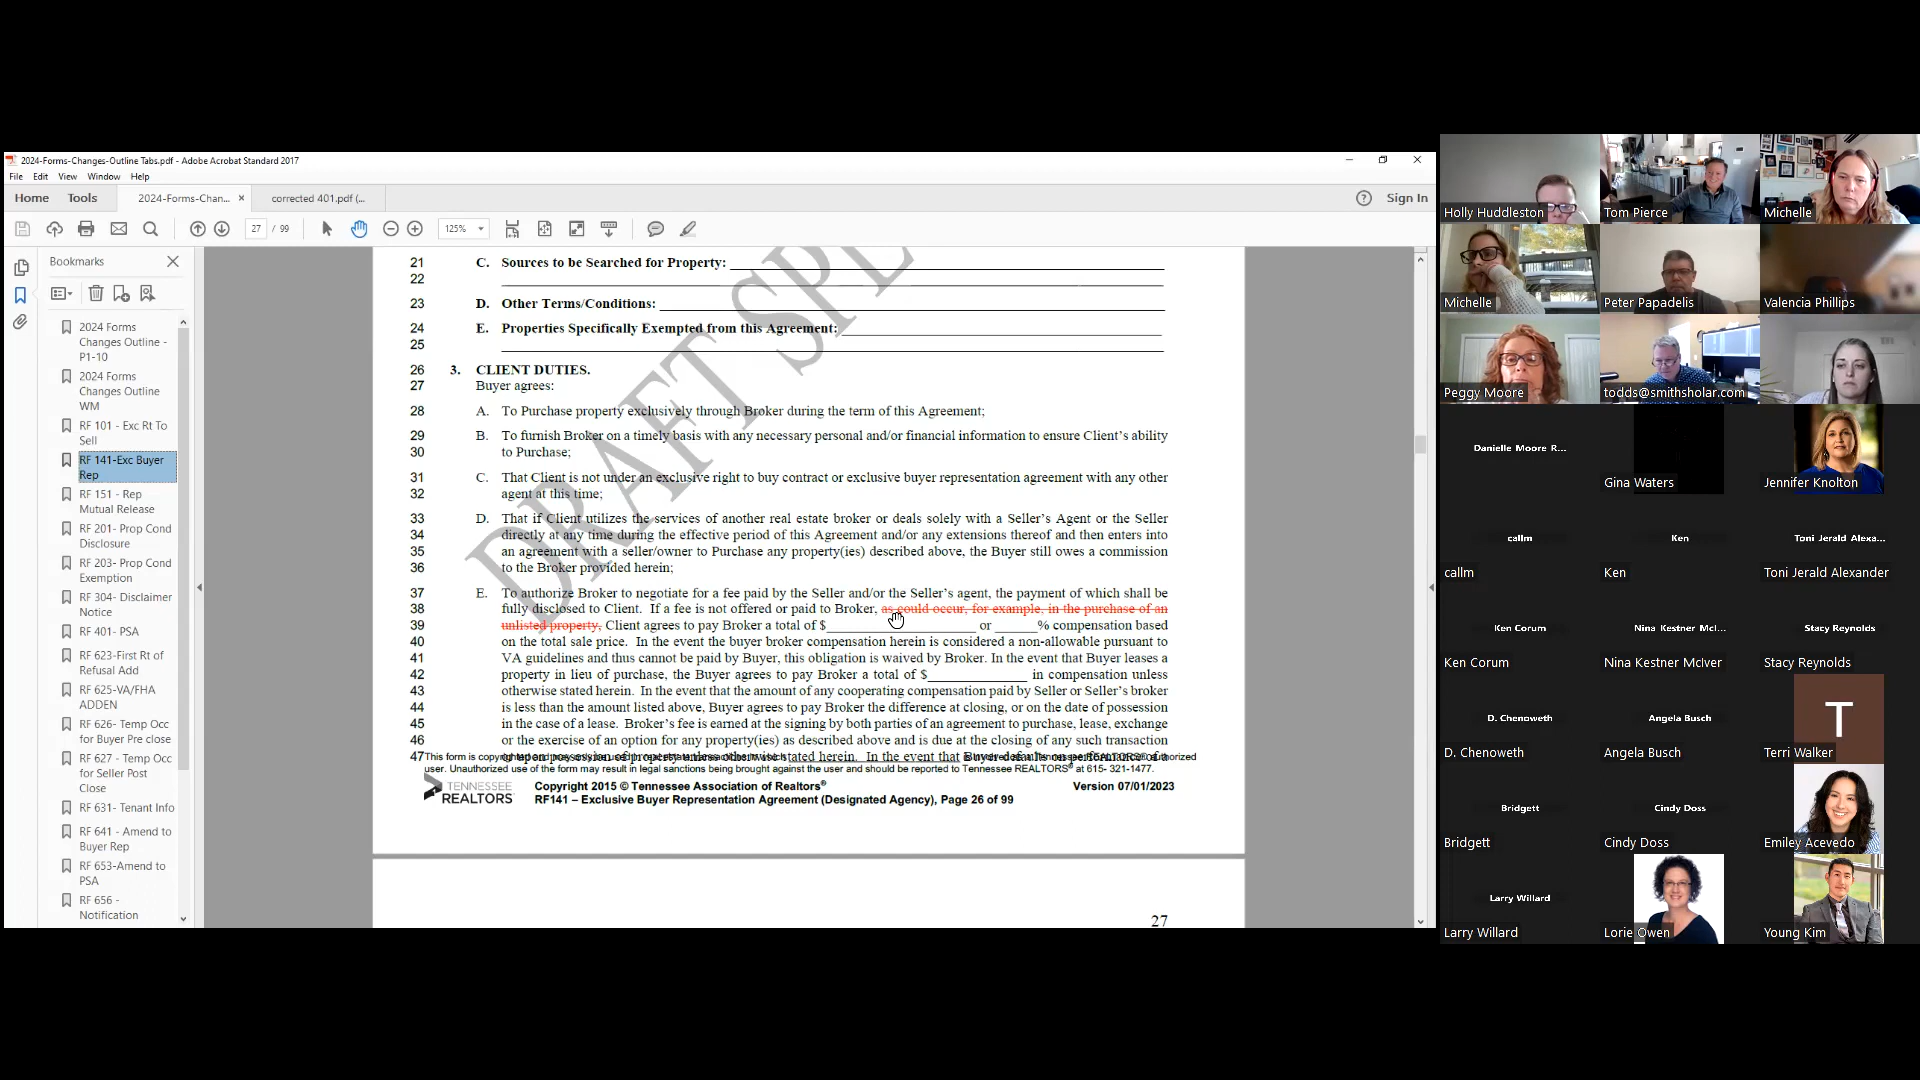 2024-Forms-Changes-Outline Tabs.pdf - Adobe Acrobat Standard 2017
File Edit View Window Help
Home Tools 2024-Forms-Chan... × corrected 401.pdf (... Sign In
27 / 99 125%
Bookmarks
2024 Forms
Changes Outline -
P1-10
2024 Forms
Changes Outline
WM
RF 101 - Exc Rt To
Sell
RF 141-Exc Buyer
Rep
RF 151 - Rep
Mutual Release
RF 201- Prop Cond
Disclosure
RF 203- Prop Cond
Exemption
RF 304- Disclaimer
Notice
RF 401- PSA
RF 623-First Rt of
Refusal Add
RF 625-VA/FHA
ADDEN
RF 626- Temp Occ
for Buyer Pre close
RF 627 - Temp Occ
for Seller Post
Close
RF 631- Tenant Info
RF 641 - Amend to
Buyer Rep
RF 653-Amend to
PSA
RF 656 -
Notification
DRAFT
21 C. Sources to be Searched for Property:
22
23 D. Other Terms/Conditions:
24 E. Properties Specifically Exempted from this Agreement:
25
26 3. CLIENT DUTIES.
27 Buyer agrees:
28 A. To Purchase property exclusively through Broker during the term of this Agreement;
29 B. To furnish Broker on a timely basis with any necessary personal and/or financial information to ensure Client's ability
30 to Purchase;
31 C. That Client is not under an exclusive right to buy contract or exclusive buyer representation agreement with any other
32 agent at this time;
33 D. That if Client utilizes the services of another real estate broker or deals solely with a Seller's Agent or the Seller
34 directly at any time during the effective period of this Agreement and/or any extensions thereof and then enters into
35 an agreement with a seller/owner to Purchase any property(ies) described above, the Buyer still owes a commission
36 to the Broker provided herein;
37 E. To authorize Broker to negotiate for a fee paid by the Seller and/or the Seller's agent, the payment of which shall be
38 fully disclosed to Client. If a fee is not offered or paid to Broker, as could occur, for example, in the purchase of an
39 unlisted property, Client agrees to pay Broker a total of $____ or ____% compensation based
40 on the total sale price. In the event the buyer broker compensation herein is considered a non-allowable pursuant to
41 VA guidelines and thus cannot be paid by Buyer, this obligation is waived by Broker. In the event that Buyer leases a
42 property in lieu of purchase, the Buyer agrees to pay Broker a total of $____ in compensation unless
43 otherwise stated herein. In the event that the amount of any cooperating compensation paid by Seller or Seller's broker
44 is less than the amount listed above, Buyer agrees to pay Broker the difference at closing, or on the date of possession
45 in the case of a lease. Broker's fee is earned at the signing by both parties of an agreement to purchase, lease, exchange
46 or the exercise of an option for any property(ies) as described above and is due at the closing of any such transaction
47 stated herein. In the event that Buyer defaults
This form is copyrighted
user. Unauthorized use of the form may result in legal sanctions being brought against the user and should be reported to Tennessee REALTORS® at 615- 321-1477.
TENNESSEE
REALTORS
Copyright 2015 © Tennessee Association of Realtors® Version 07/01/2023
RF141 – Exclusive Buyer Representation Agreement (Designated Agency), Page 26 of 99
27
Holly Huddleston Tom Pierce Michelle
Michelle Peter Papadelis Valencia Phillips
Peggy Moore todds@smithsholar.com
Danielle Moore R...
Gina Waters Jennifer Knolton
callm Ken Toni Jerald Alexa...
callm Ken Toni Jerald Alexander
Ken Corum Nina Kestner McI... Stacy Reynolds
Ken Corum Nina Kestner McIver Stacy Reynolds
D. Chenoweth Angela Busch T
D. Chenoweth Angela Busch Terri Walker
Bridgett Cindy Doss
Bridgett Cindy Doss Emiley Acevedo
Larry Willard
Larry Willard Lorie Owen Young Kim